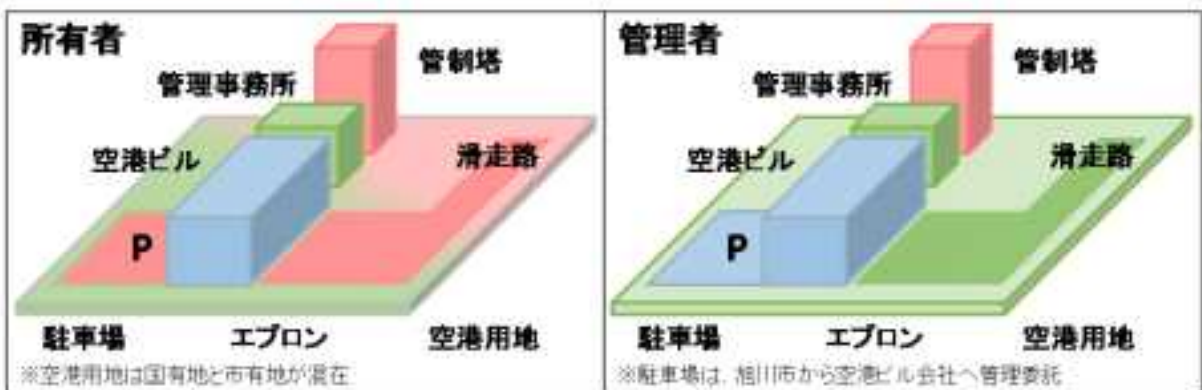 所有者
管制塔
管理事務所
空港ビル
滑走路
P
駐車場
エプロン
空港用地
※空港用地は国有地と市有地が混在
管理者
管制塔
管理事務所
空港ビル
滑走路
P
駐車場
エプロン
空港用地
※駐車場は、旭川市から空港ビル会社へ管理委託